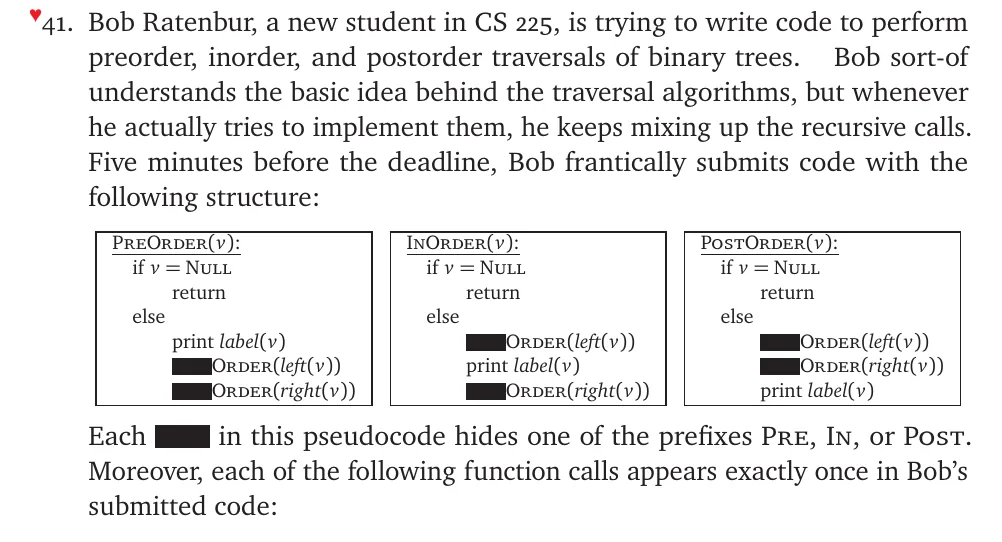 ♥41. Bob Ratenbur, a new student in CS 225, is trying to write code to perform
preorder, inorder, and postorder traversals of binary trees. Bob sort-of
understands the basic idea behind the traversal algorithms, but whenever
he actually tries to implement them, he keeps mixing up the recursive calls.
Five minutes before the deadline, Bob frantically submits code with the
following structure:
PREORDER(v):
if v = NULL
return
else
print label(v)
ORDER(left(v))
ORDER(right(v))
INORDER(v):
if v = NULL
return
else
ORDER(left(v))
print label(v)
ORDER(right(v))
POSTORDER(v):
if v = NULL
return
else
ORDER(left(v))
ORDER(right(v))
print label(v)
Each in this pseudocode hides one of the prefixes PRE, IN, or POST.
Moreover, each of the following function calls appears exactly once in Bob's
submitted code: